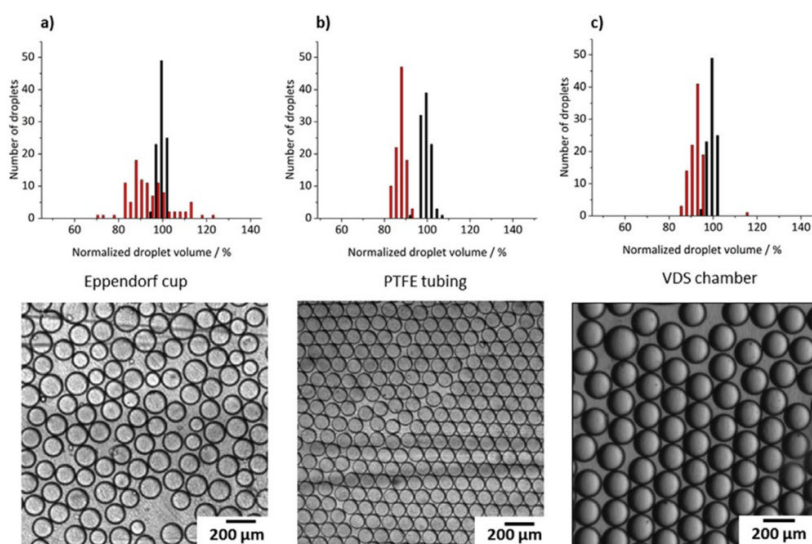 a)
b)
c)
Number of droplets
50
40
30
20
10
0
60
80
100
120
140
Normalized droplet volume / %
Number of droplets
50
40
30
20
10
0
60
80
100
120
140
Normalized droplet volume / %
Number of droplets
50
40
30
20
10
0
60
80
100
120
140
Normalized droplet volume / %
Eppendorf cup
PTFE tubing
VDS chamber
200 µm
200 µm
200 µm